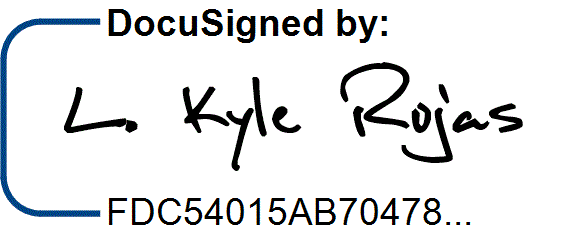 DocuSigned by:
L. Kyle Rojas
FDC54015AB70478...